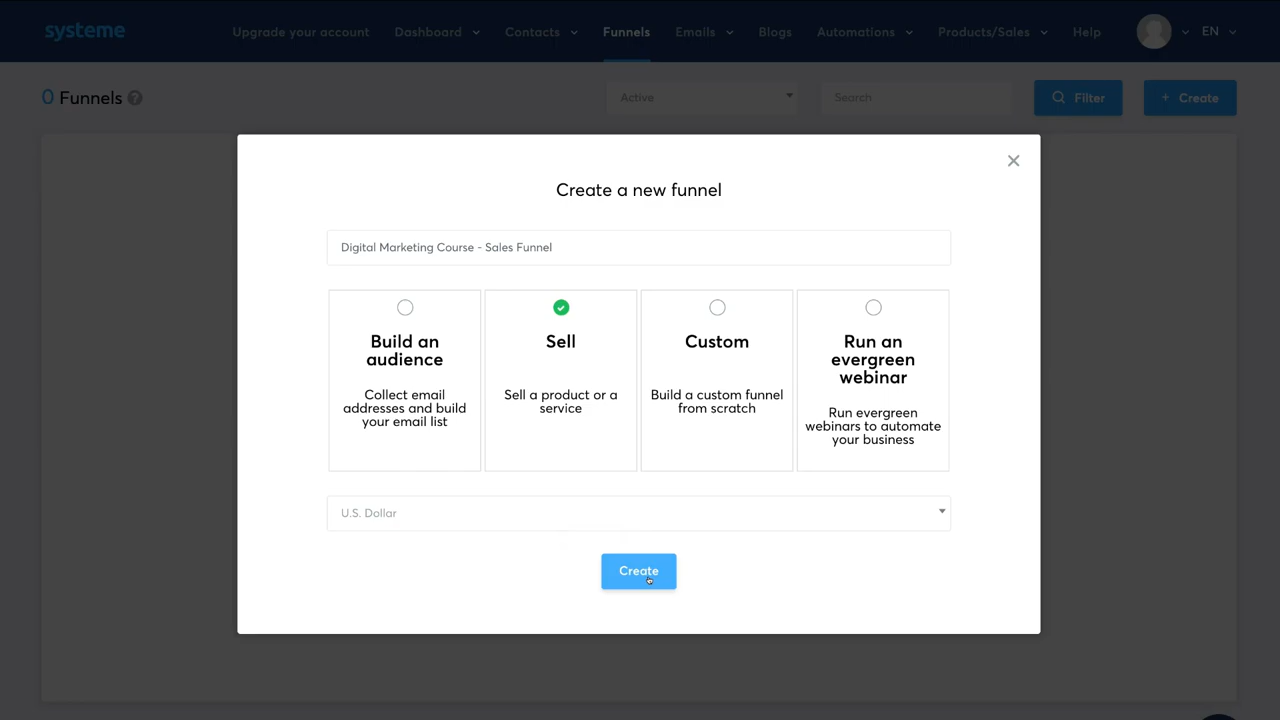 systeme
Upgrade your account Dashboard Contacts Funnels Emails Blogs Automations Products/Sales Help EN
0 Funnels ?
Active
Search
Filter
+ Create
Create a new funnel
Digital Marketing Course - Sales Funnel
Build an
audience
Collect email
addresses and build
your email list
Sell
Sell a product or a
service
Custom
Build a custom funnel
from scratch
Run an
evergreen
webinar
Run evergreen
webinars to automate
your business
U.S. Dollar
Create